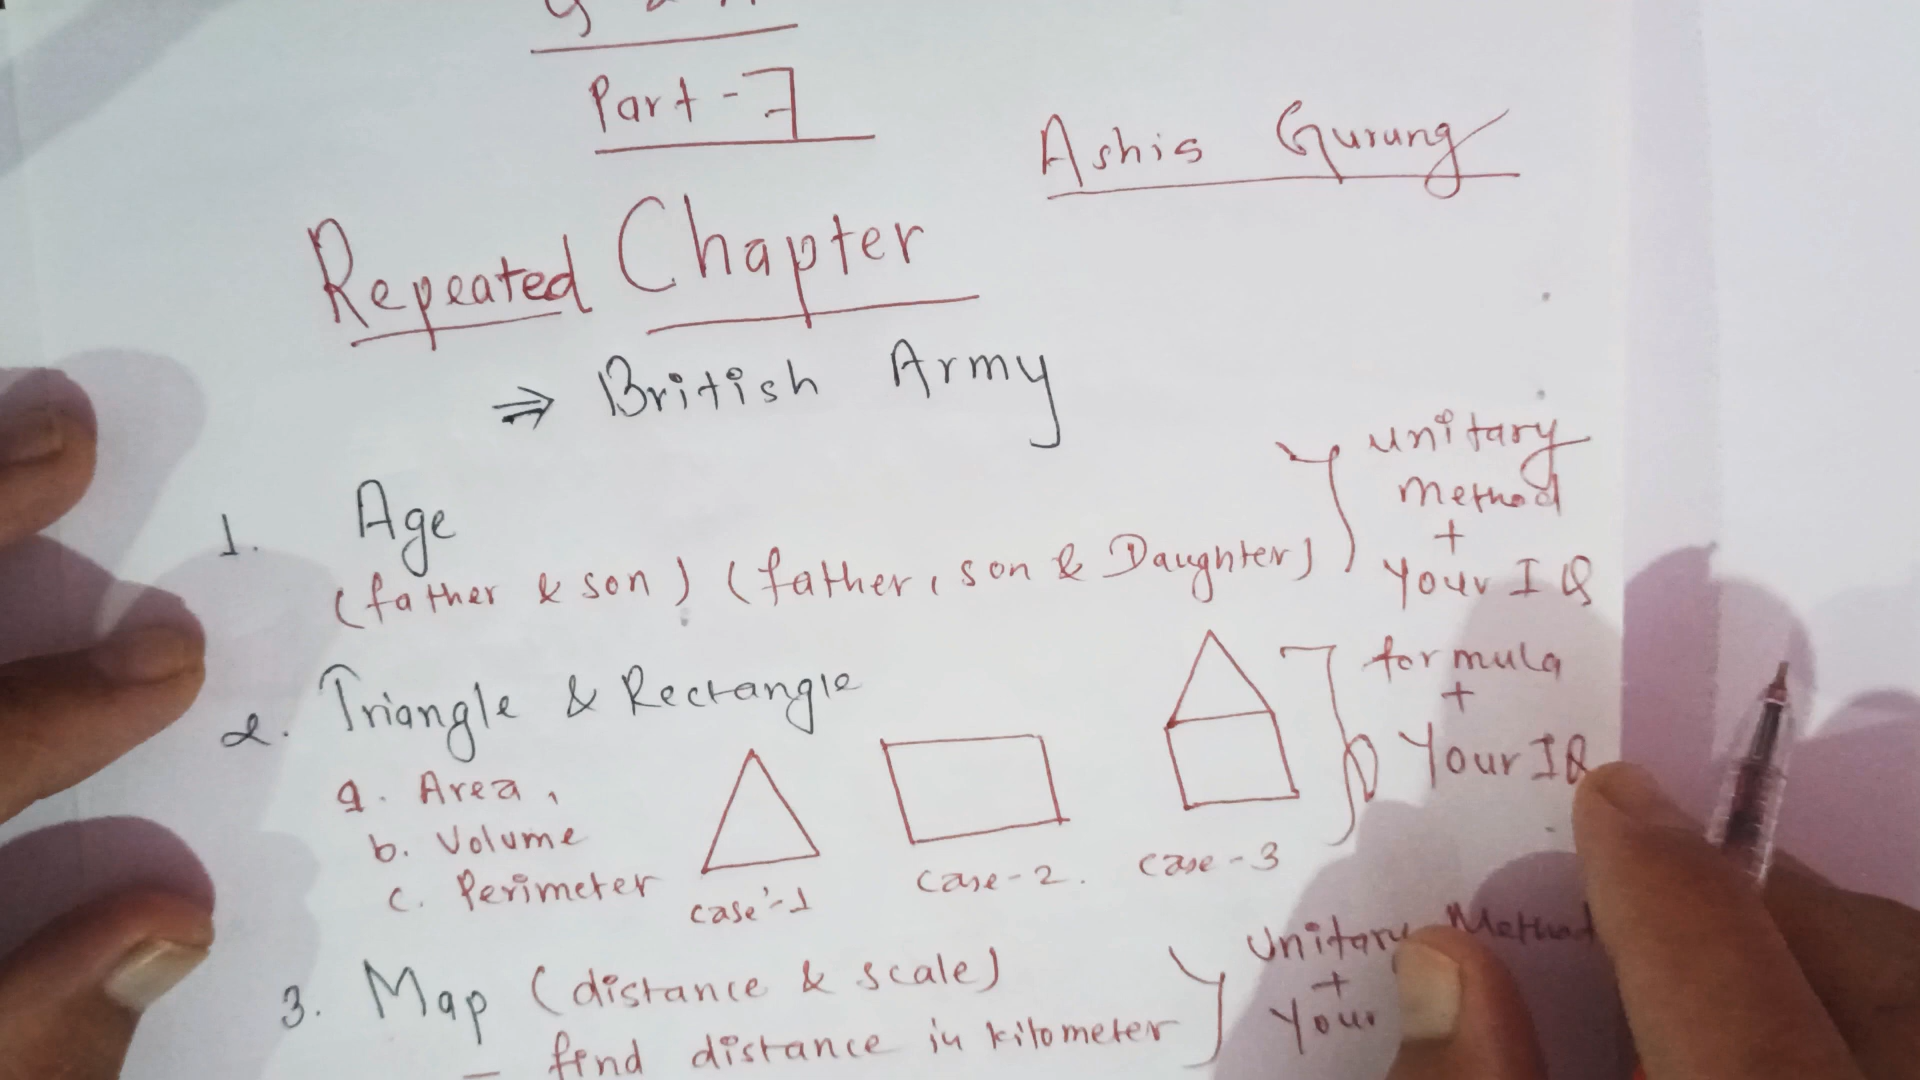 Part - 7
Ashis Gurung
Repeated Chapter
⇒ British Army
1. Age
(father & son) (father, son & Daughter)
unitary
Method
+
Your IQ
2. Triangle & Rectangle
a. Area,
b. Volume
c. Perimeter
case-1
case-2.
case-3
formula
+
Your IQ
3. Map (distance & scale)
- find distance in kilometer
Unitary Method
+
Your